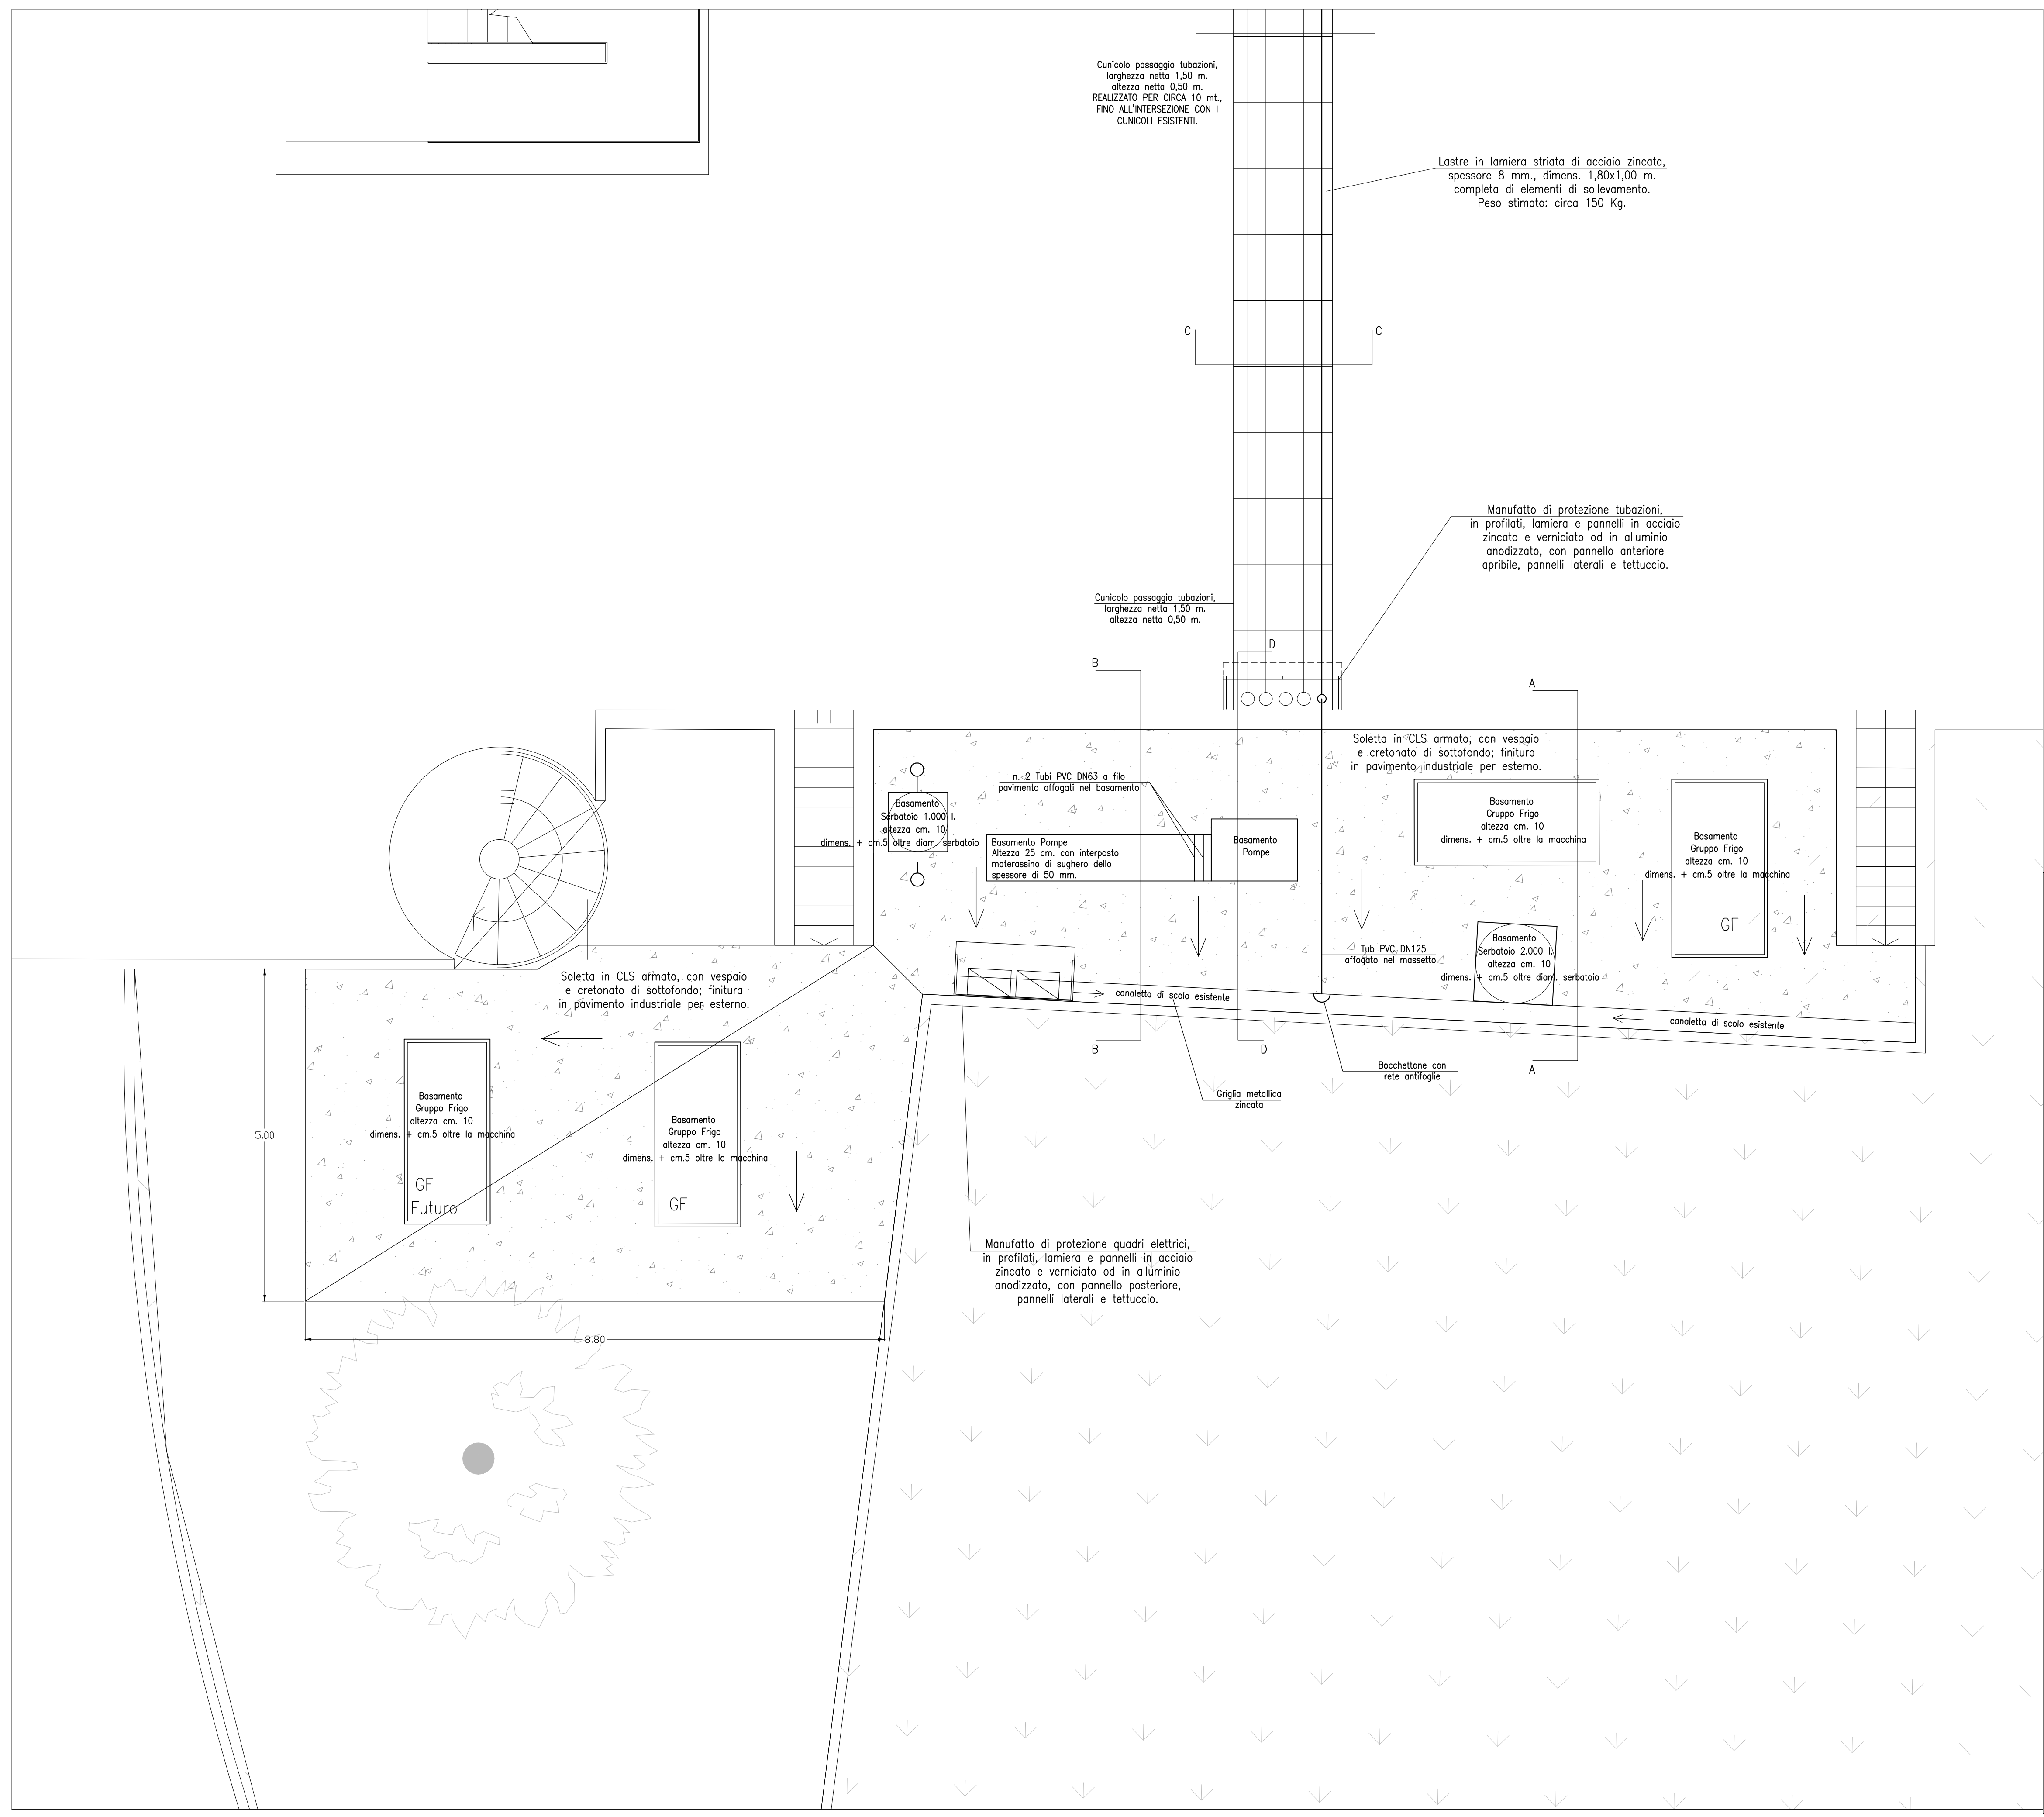 Cunicolo passaggio tubazioni,
larghezza netta 1,50 m.
altezza netta 0,50 m.
REALIZZATO PER CIRCA 10 mt.,
FINO ALL'INTERSEZIONE CON I
CUNICOLI ESISTENTI.
Lastre in lamiera striata di acciaio zincata,
spessore 8 mm., dimens. 1,80x1,00 m.
completa di elementi di sollevamento.
Peso stimato: circa 150 Kg.
C
C
Manufatto di protezione tubazioni,
in profilati, lamiera e pannelli in acciaio
zincato e verniciato od in alluminio
anodizzato, con pannello anteriore
apribile, pannelli laterali e tettuccio.
Cunicolo passaggio tubazioni,
larghezza netta 1,50 m.
altezza netta 0,50 m.
D
B
A
Soletta in CLS armato, con vespaio
e cretonato di sottofondo; finitura
in pavimento industriale per esterno.
n. 2 Tubi PVC DN63 a filo
pavimento affogati nel basamento
Basamento
Serbatoio 1.000 l.
altezza cm. 10
dimens. + cm.5 oltre diam. serbatoio
Basamento Pompe
Altezza 25 cm. con interposto
materassino di sughero dello
spessore di 50 mm.
Basamento
Pompe
Basamento
Gruppo Frigo
altezza cm. 10
dimens. + cm.5 oltre la macchina
Basamento
Gruppo Frigo
altezza cm. 10
dimens. + cm.5 oltre la macchina
GF
Tub PVC DN125
affogato nel massetto
Basamento
Serbatoio 2.000 l.
altezza cm. 10
dimens. + cm.5 oltre diam. serbatoio
canaletta di scolo esistente
canaletta di scolo esistente
Soletta in CLS armato, con vespaio
e cretonato di sottofondo; finitura
in pavimento industriale per esterno.
B
D
A
Bocchettone con
rete antifoglie
Griglia metallica
zincata
Basamento
Gruppo Frigo
altezza cm. 10
dimens. + cm.5 oltre la macchina
GF
Futuro
Basamento
Gruppo Frigo
altezza cm. 10
dimens. + cm.5 oltre la macchina
GF
5.00
8.80
Manufatto di protezione quadri elettrici,
in profilati, lamiera e pannelli in acciaio
zincato e verniciato od in alluminio
anodizzato, con pannello posteriore,
pannelli laterali e tettuccio.